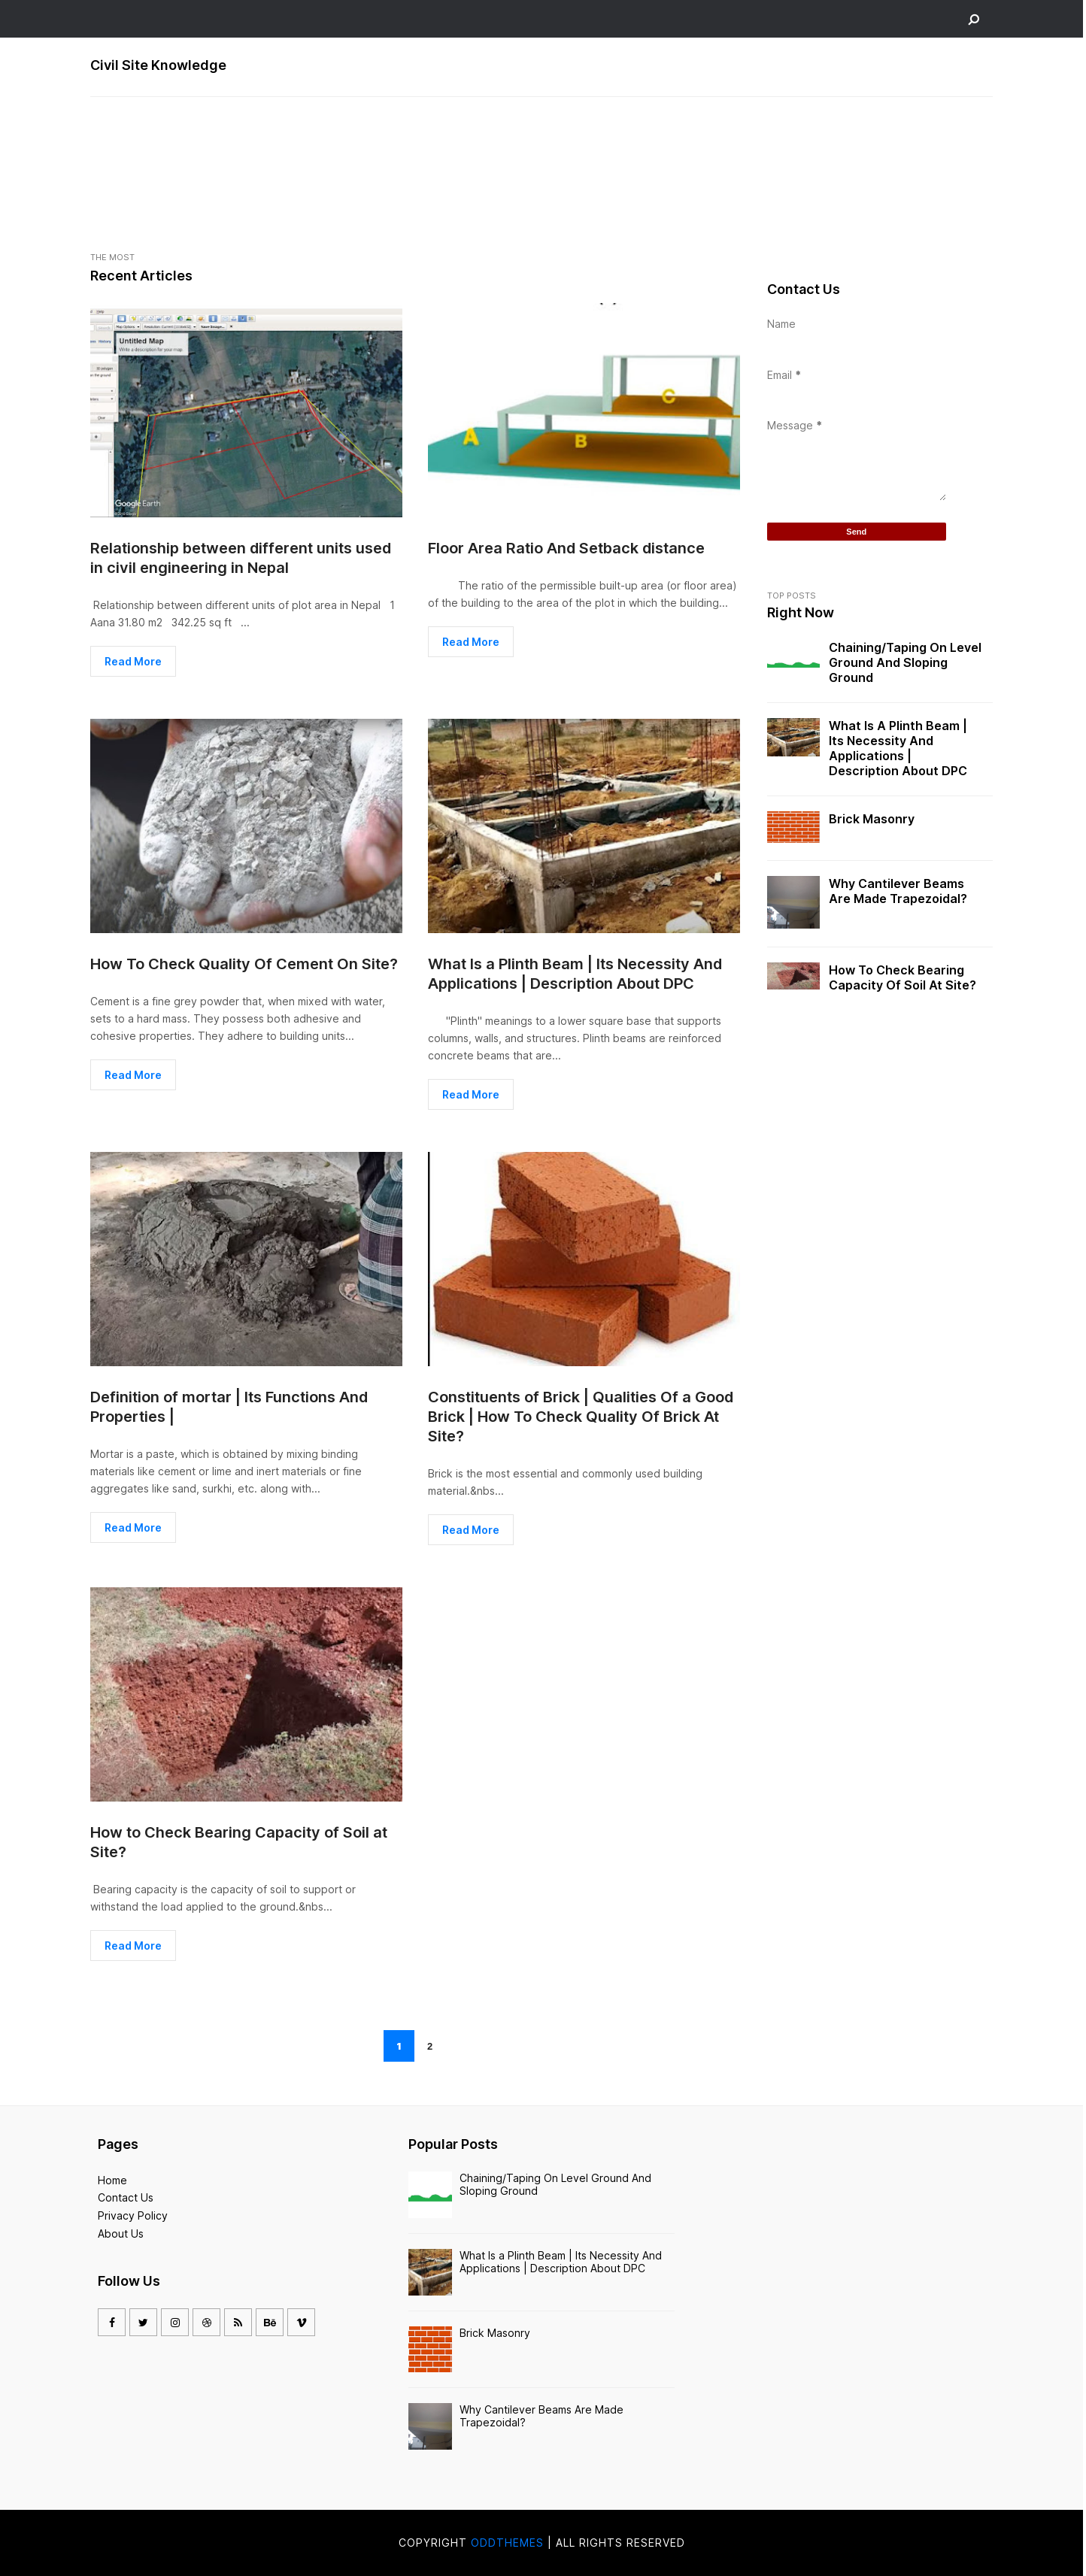 Civil Site Knowledge
THE MOST
Recent Articles
Untitled Map
Write a description for your map.
Google Earth
Relationship between different units used
in civil engineering in Nepal
Relationship between different units of plot area in Nepal 1
Aana 31.80 m2 342.25 sq ft ...
Read More
A
B
C
Floor Area Ratio And Setback distance
The ratio of the permissible built-up area (or floor area)
of the building to the area of the plot in which the building...
Read More
How To Check Quality Of Cement On Site?
Cement is a fine grey powder that, when mixed with water,
sets to a hard mass. They possess both adhesive and
cohesive properties. They adhere to building units...
Read More
What Is a Plinth Beam | Its Necessity And
Applications | Description About DPC
"Plinth" meanings to a lower square base that supports
columns, walls, and structures. Plinth beams are reinforced
concrete beams that are...
Read More
Definition of mortar | Its Functions And
Properties |
Mortar is a paste, which is obtained by mixing binding
materials like cement or lime and inert materials or fine
aggregates like sand, surkhi, etc. along with...
Read More
Constituents of Brick | Qualities Of a Good
Brick | How To Check Quality Of Brick At
Site?
Brick is the most essential and commonly used building
material.&nbs...
Read More
How to Check Bearing Capacity of Soil at
Site?
Bearing capacity is the capacity of soil to support or
withstand the load applied to the ground.&nbs...
Read More
1 2
Contact Us
Name
Email *
Message *
Send
TOP POSTS
Right Now
Chaining/Taping On Level
Ground And Sloping
Ground
What Is A Plinth Beam |
Its Necessity And
Applications |
Description About DPC
Brick Masonry
Why Cantilever Beams
Are Made Trapezoidal?
How To Check Bearing
Capacity Of Soil At Site?
Pages
Home
Contact Us
Privacy Policy
About Us
Follow Us
Bē
Popular Posts
Chaining/Taping On Level Ground And
Sloping Ground
What Is a Plinth Beam | Its Necessity And
Applications | Description About DPC
Brick Masonry
Why Cantilever Beams Are Made
Trapezoidal?
COPYRIGHT ODDTHEMES | ALL RIGHTS RESERVED